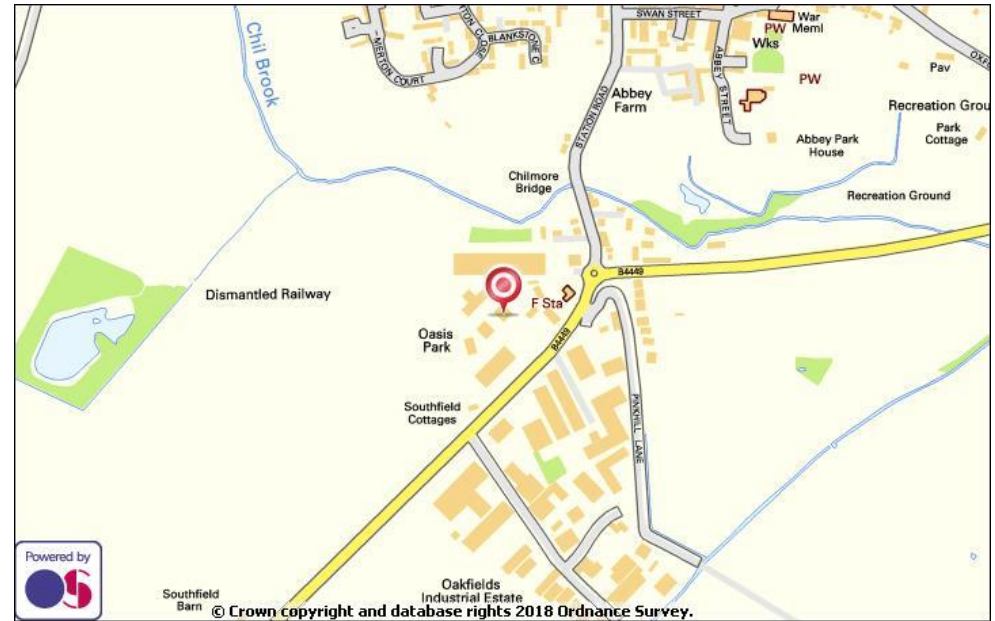 SWAN STREET
War
Meml
PW
Wks
PW
Chil Brook
MERTON COURT
BLANKSTONE C
STATION ROAD
ABBEY STREET
Pav
Abbey
Farm
Recreation Grou
Park
Cottage
Abbey Park
House
Chilmore
Bridge
Recreation Ground
B4449
Dismantled Railway
F Sta
Oasis
Park
B4449
Southfield
Cottages
PINKHILL LANE
Powered by
OS
Southfield
Barn
Oakfields
Industrial Estate
© Crown copyright and database rights 2018 Ordnance Survey.